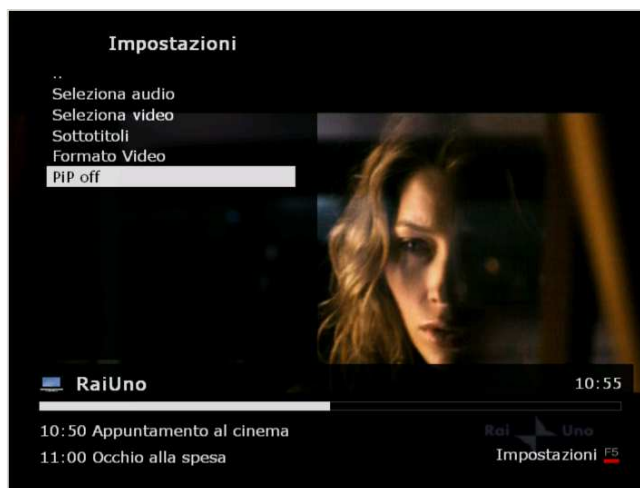 Impostazioni
..
Seleziona audio
Seleziona video
Sottotitoli
Formato Video
PiP off
RaiUno
10:55
10:50 Appuntamento al cinema
Rai Uno
11:00 Occhio alla spesa
Impostazioni F5